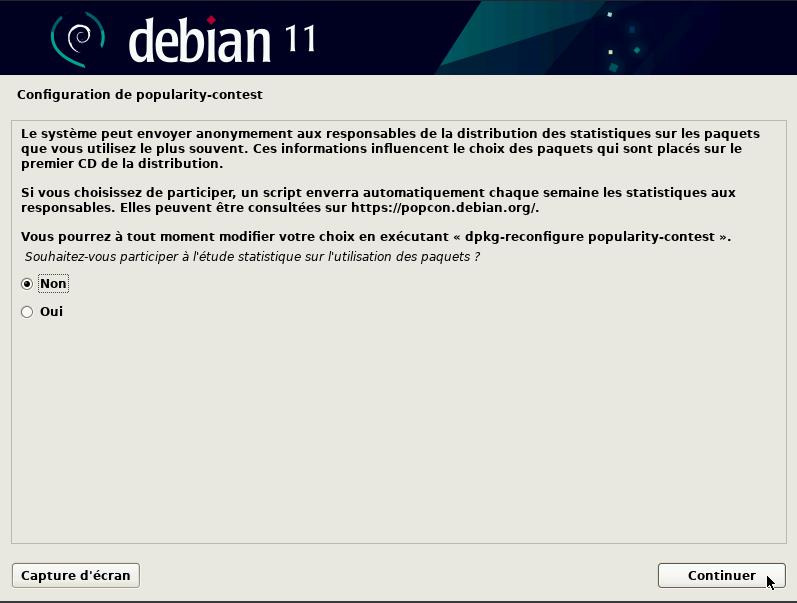 debian 11
Configuration de popularity-contest
Le système peut envoyer anonymement aux responsables de la distribution des statistiques sur les paquets
que vous utilisez le plus souvent. Ces informations influencent le choix des paquets qui sont placés sur le
premier CD de la distribution.
Si vous choisissez de participer, un script enverra automatiquement chaque semaine les statistiques aux
responsables. Elles peuvent être consultées sur https://popcon.debian.org/.
Vous pourrez à tout moment modifier votre choix en exécutant « dpkg-reconfigure popularity-contest ».
Souhaitez-vous participer à l'étude statistique sur l'utilisation des paquets ?
Non
Oui
Capture d'écran
Continuer